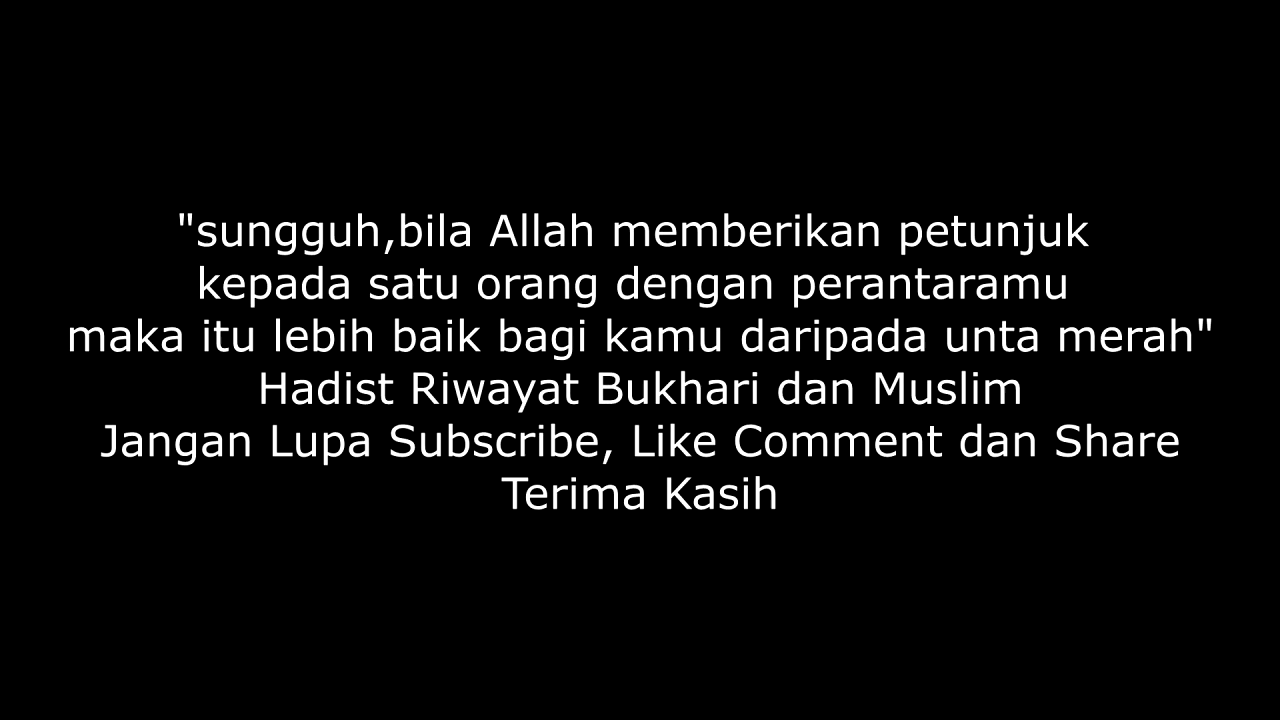 "sungguh,bila Allah memberikan petunjuk
kepada satu orang dengan perantaramu
maka itu lebih baik bagi kamu daripada unta merah"
Hadist Riwayat Bukhari dan Muslim
Jangan Lupa Subscribe, Like Comment dan Share
Terima Kasih